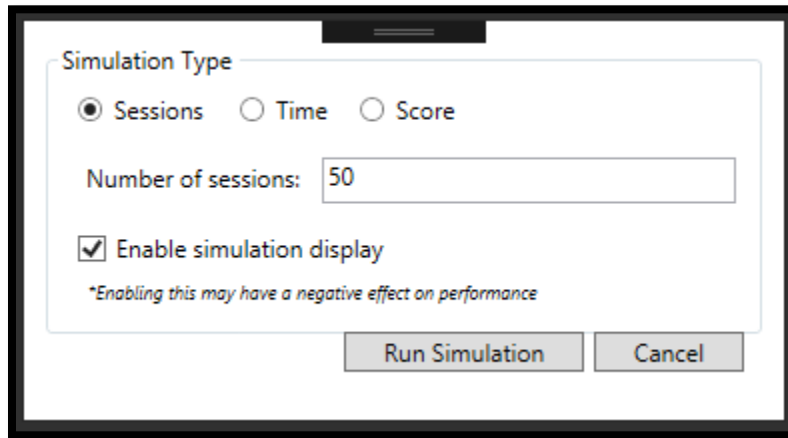 Simulation Type
Sessions Time Score
Number of sessions: 50
Enable simulation display
*Enabling this may have a negative effect on performance
Run Simulation Cancel